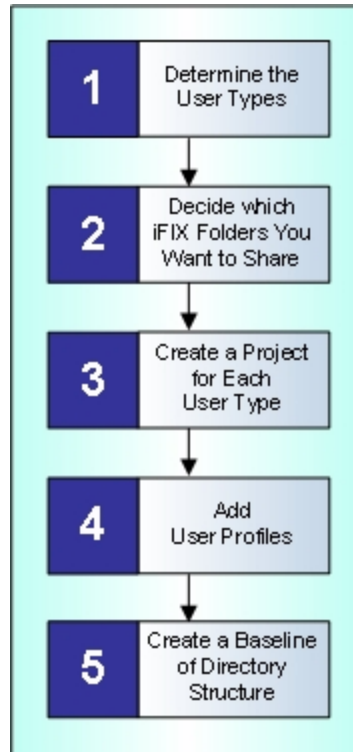 1
Determine the
User Types
2
Decide which
iFIX Folders You
Want to Share
3
Create a Project
for Each
User Type
4
Add
User Profiles
5
Create a Baseline
of Directory
Structure